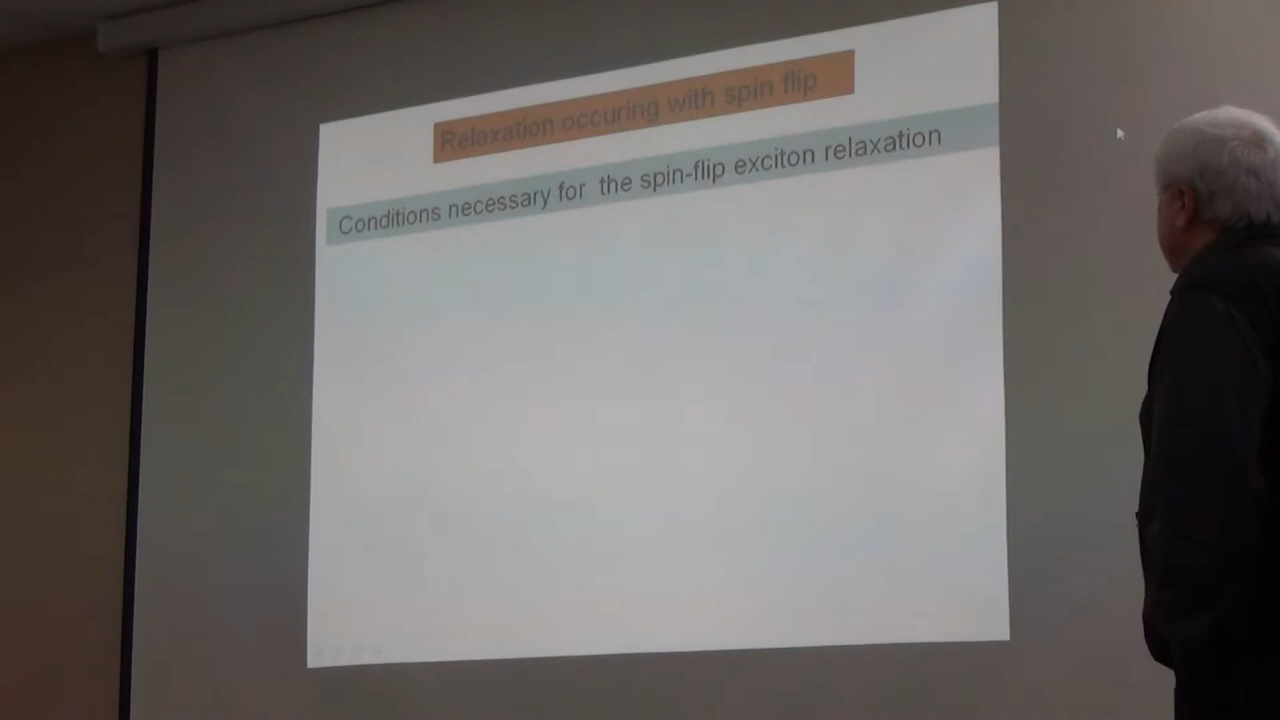 Relaxation occuring with spin flip
Conditions necessary for the spin-flip exciton relaxation